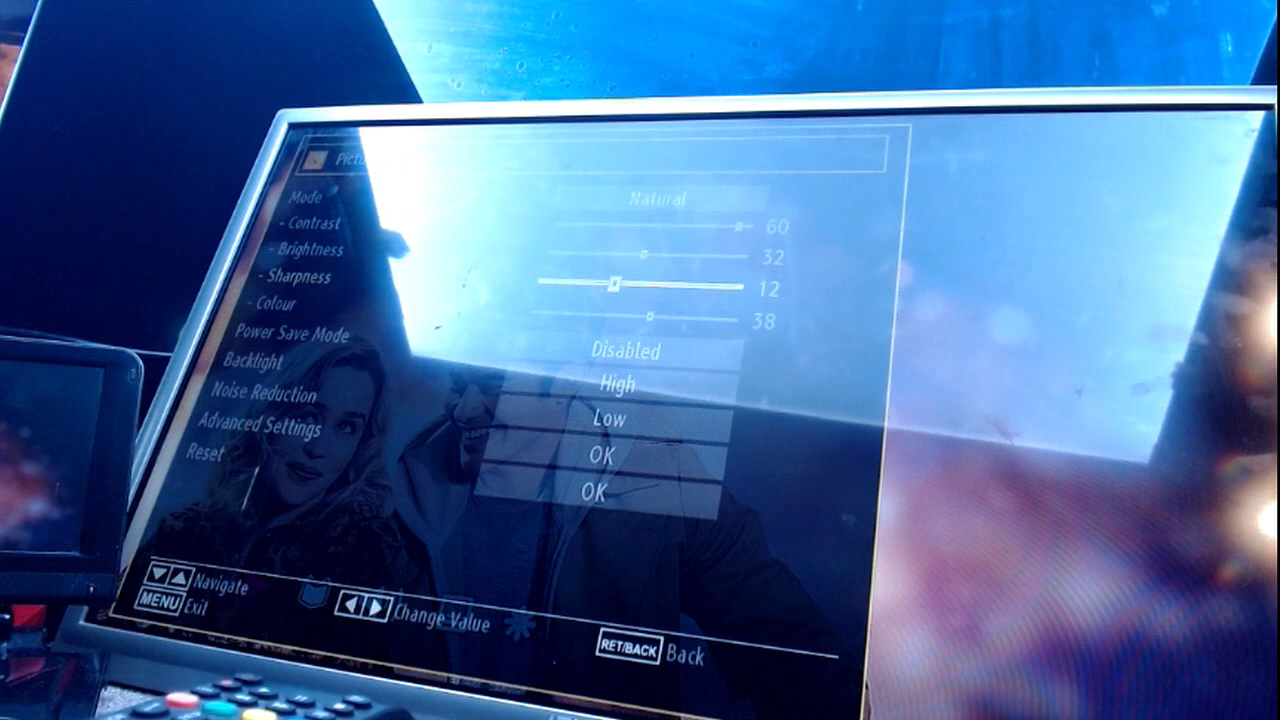 Mode Natural
- Contrast 60
- Brightness 32
- Sharpness 12
- Colour 38
Power Save Mode Disabled
Backlight High
Noise Reduction Low
Advanced Settings OK
Reset OK
Navigate
MENU Exit
Change Value
RET/BACK Back